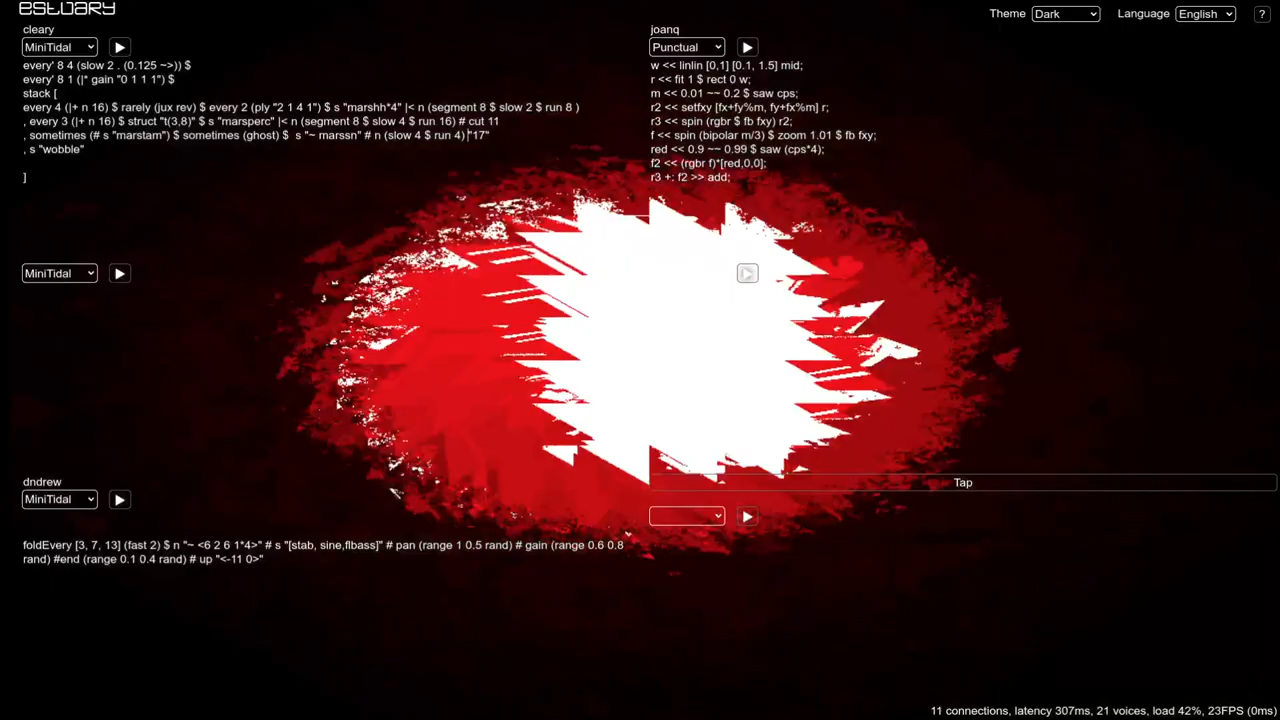 estuary
Theme Dark Language English ?
cleary
MiniTidal
every' 8 4 (slow 2 . (0.125 ~>)) $
every' 8 1 (|* gain "0 1 1 1") $
stack [
every 4 (|+ n 16) $ rarely (jux rev) $ every 2 (ply "2 1 4 1") $ s "marshh*4" |< n (segment 8 $ slow 2 $ run 8 )
, every 3 (|+ n 16) $ struct "t(3,8)" $ s "marsperc" |< n (segment 8 $ slow 4 $ run 16) # cut 11
, sometimes (# s "marstam") $ sometimes (ghost) $  s "~ marssn" # n (slow 4 $ run 4) "17"
, s "wobble"
]
joanq
Punctual
w << linlin [0,1] [0.1, 1.5] mid;
r << fit 1 $ rect 0 w;
m << 0.01 ~~ 0.2 $ saw cps;
r2 << setfxy [fx+fy%m, fy+fx%m] r;
r3 << spin (rgbr $ fb fxy) r2;
f << spin (bipolar m/3) $ zoom 1.01 $ fb fxy;
red << 0.9 ~~ 0.99 $ saw (cps*4);
f2 << (rgbr f)*[red,0,0];
r3 +: f2 >> add;
MiniTidal
dndrew
MiniTidal
foldEvery [3, 7, 13] (fast 2) $ n "~ <6 2 6 1*4>" # s "[stab, sine,flbass]" # pan (range 1 0.5 rand) # gain (range 0.6 0.8
rand) #end (range 0.1 0.4 rand) # up "<-11 0>"
Tap
11 connections, latency 307ms, 21 voices, load 42%, 23FPS (0ms)